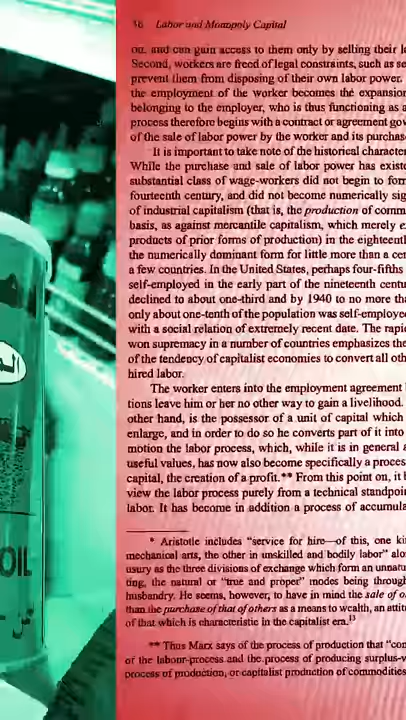 36 Labor and Monopoly Capital
on, and can gain access to them only by selling their l
Second, workers are freed of legal constraints, such as se
prevent them from disposing of their own labor power.
the employment of the worker becomes the expansion
belonging to the employer, who is thus functioning as a
process therefore begins with a contract or agreement gov
of the sale of labor power by the worker and its purchas
It is important to take note of the historical character
While the purchase and sale of labor power has existe
substantial class of wage-workers did not begin to for
fourteenth century, and did not become numerically sig
of industrial capitalism (that is, the production of comm
basis, as against mercantile capitalism, which merely e
products of prior forms of production) in the eighteenth
the numerically dominant form for little more than a cen
a few countries. In the United States, perhaps four-fifths
self-employed in the early part of the nineteenth centu
declined to about one-third and by 1940 to no more tha
only about one-tenth of the population was self-employed
with a social relation of extremely recent date. The rapid
won supremacy in a number of countries emphasizes the
of the tendency of capitalist economies to convert all oth
hired labor.
The worker enters into the employment agreement
tions leave him or her no other way to gain a livelihood.
other hand, is the possessor of a unit of capital which
enlarge, and in order to do so he converts part of it into
motion the labor process, which, while it is in general a
useful values, has now also become specifically a process
capital, the creation of a profit.** From this point on, it b
view the labor process purely from a technical standpoin
labor. It has become in addition a process of accumula
* Aristotle includes "service for hire—of this, one kin
mechanical arts, the other in unskilled and bodily labor" alon
usury as the three divisions of exchange which form an unnatu
ting, the natural or "true and proper" modes being through
husbandry. He seems, however, to have in mind the sale of o
than the purchase of that of others as a means to wealth, an attit
of that which is characteristic in the capitalist era.13
** Thus Marx says of the process of production that "con
of the labour-process and the process of producing surplus-v
process of production, or capitalist production of commodities
OIL